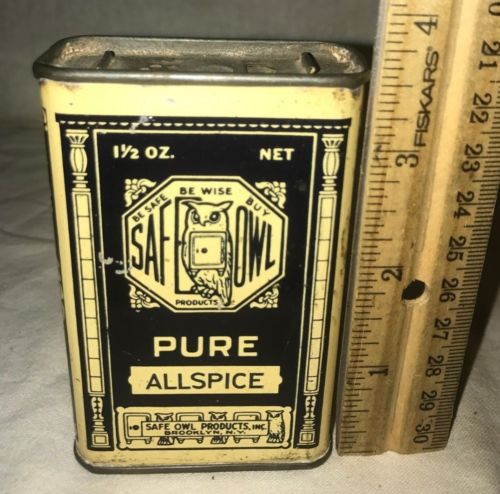 1½ OZ. NET
BE SAFE BE WISE BUY
SAFE OWL
PRODUCTS
PURE
ALLSPICE
SAFE OWL PRODUCTS, INC.
BROOKLYN, N.Y.
4
3
2
1
FISKARS
21
22
23
24
25
26
27
28
29
30